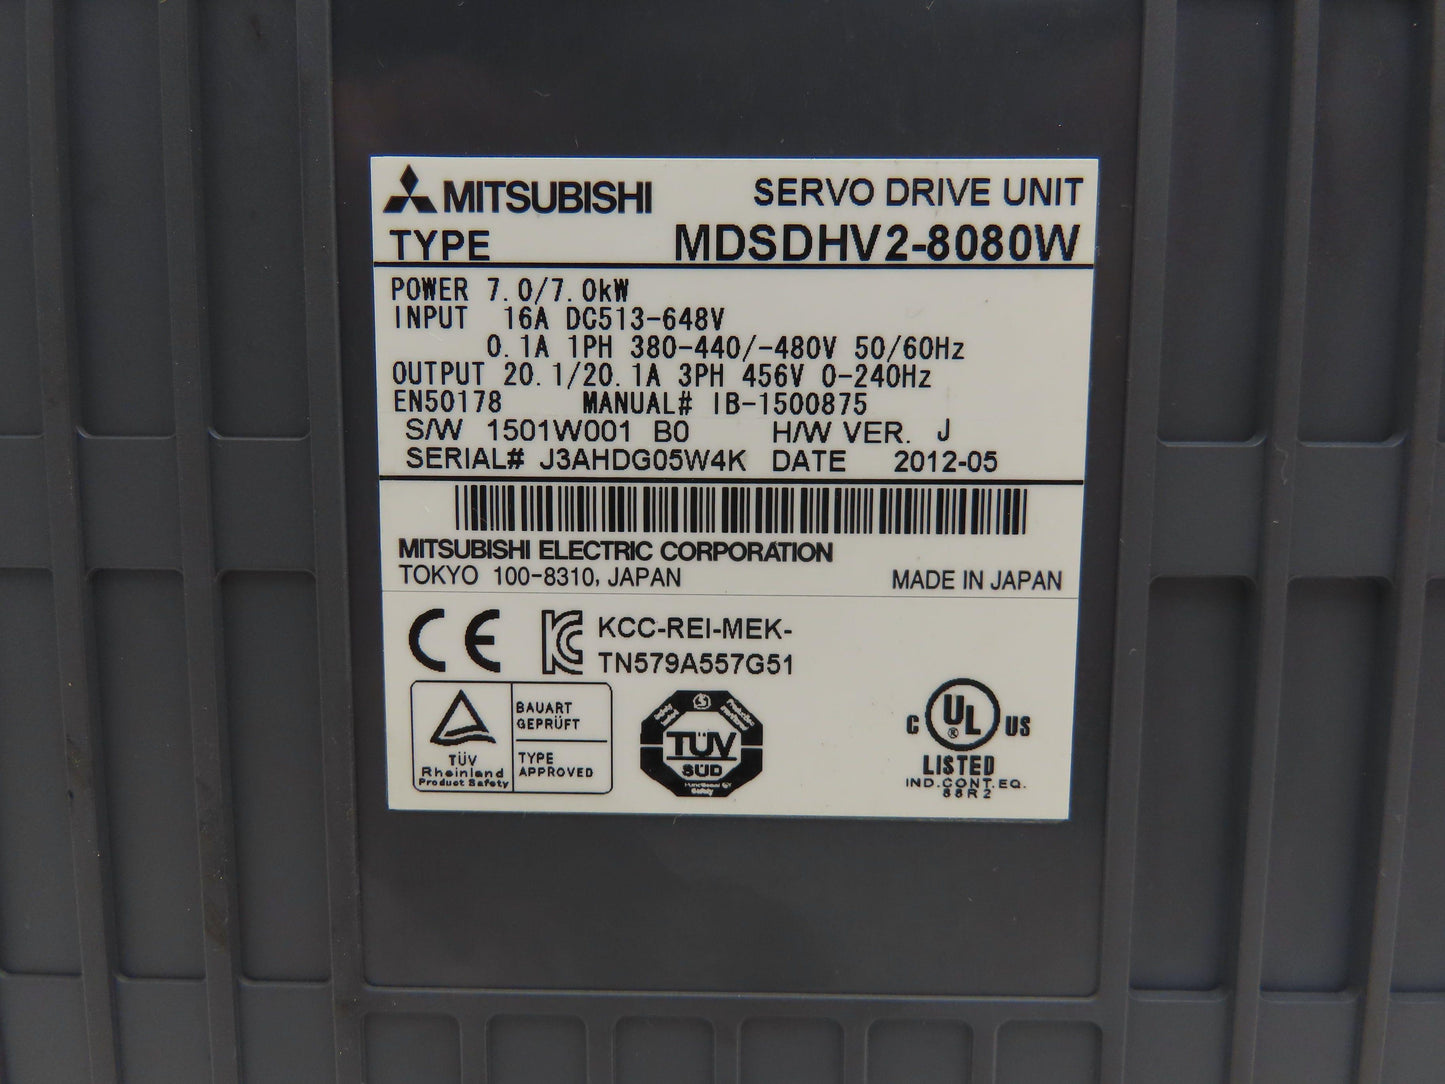 MITSUBISHI SERVO DRIVE UNIT
TYPE MDSDHV2-8080W
POWER 7.0/7.0kW
INPUT 16A DC513-648V
0.1A 1PH 380-440/-480V 50/60Hz
OUTPUT 20.1/20.1A 3PH 456V 0-240Hz
EN50178 MANUAL# IB-1500875
S/W 1501W001 B0 H/W VER. J
SERIAL# J3AHDG05W4K DATE 2012-05
MITSUBISHI ELECTRIC CORPORATION
TOKYO 100-8310, JAPAN MADE IN JAPAN
CE KC KCC-REI-MEK-
TN579A557G51
TÜV
Rheinland
Product Safety
BAUART
GEPRÜFT
TYPE
APPROVED
TÜV
SÜD
Functional
Safety
C UL® US
LISTED
IND.CONT.EQ.
88R2